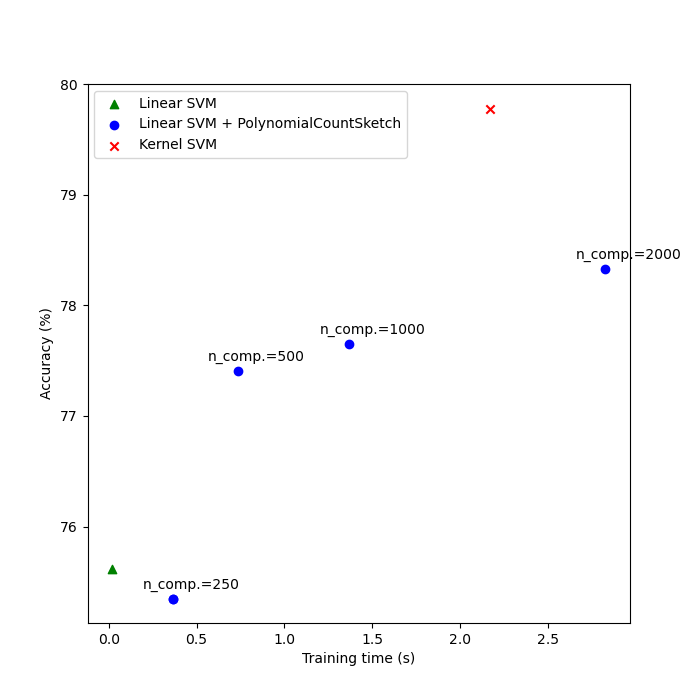 Linear SVM
Linear SVM + PolynomialCountSketch
Kernel SVM
n_comp.=2000
n_comp.=1000
n_comp.=500
n_comp.=250
80
79
78
77
76
Accuracy (%)
0.0 0.5 1.0 1.5 2.0 2.5
Training time (s)